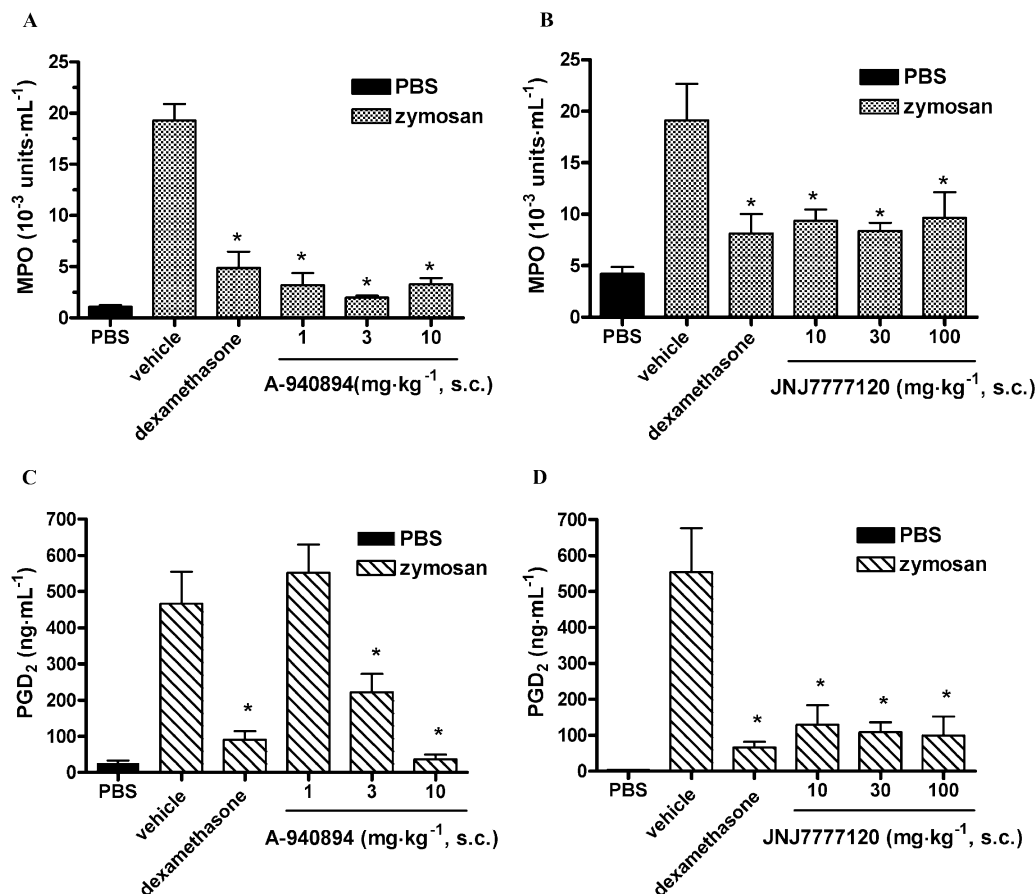 A
MPO (10⁻³ units·mL⁻¹)
25
20
15
10
5
0
PBS
zymosan
PBS
vehicle
dexamethasone
1
3
10
A-940894(mg·kg⁻¹, s.c.)
*
*
*
*
B
MPO (10⁻³ units·mL⁻¹)
25
20
15
10
5
0
PBS
zymosan
PBS
vehicle
dexamethasone
10
30
100
JNJ7777120 (mg·kg⁻¹, s.c.)
*
*
*
*
C
PGD₂ (ng·mL⁻¹)
700
600
500
400
300
200
100
0
PBS
zymosan
PBS
vehicle
dexamethasone
1
3
10
A-940894 (mg·kg⁻¹, s.c.)
*
*
*
D
PGD₂ (ng·mL⁻¹)
700
600
500
400
300
200
100
0
PBS
zymosan
PBS
vehicle
dexamethasone
10
30
100
JNJ7777120 (mg·kg⁻¹, s.c.)
*
*
*
*